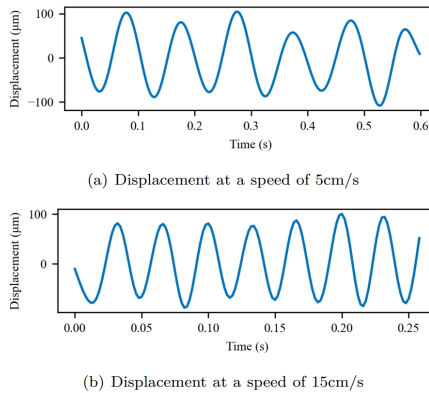 Displacement (μm)
100
0
−100
0.0 0.1 0.2 0.3 0.4 0.5 0.6
Time (s)
(a) Displacement at a speed of 5cm/s
Displacement (μm)
100
0
0.00 0.05 0.10 0.15 0.20 0.25
Time (s)
(b) Displacement at a speed of 15cm/s